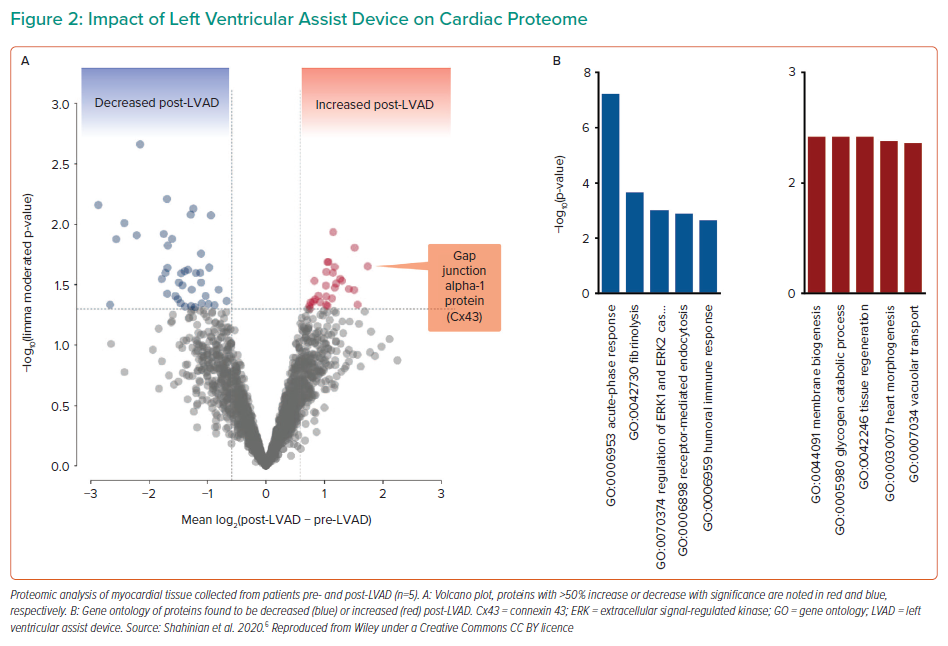 Figure 2: Impact of Left Ventricular Assist Device on Cardiac Proteome
A
Decreased post-LVAD
Increased post-LVAD
3.0
2.5
2.0
1.5
1.0
0.5
0.0
−log₁₀(limma moderated p-value)
Gap
junction
alpha-1
protein
(Cx43)
−3
−2
−1
0
1
2
3
Mean log₂(post-LVAD − pre-LVAD)
B
8
6
4
2
0
−log₁₀(p-value)
GO:0006953 acute-phase response
GO:0042730 fibrinolysis
GO:0070374 regulation of ERK1 and ERK2 cas...
GO:0006898 receptor-mediated endocytosis
GO:0006959 humoral immune response
3
2
0
GO:0044091 membrane biogenesis
GO:0005980 glycogen catabolic process
GO:0042246 tissue regeneration
GO:0003007 heart morphogenesis
GO:0007034 vacuolar transport
Proteomic analysis of myocardial tissue collected from patients pre- and post-LVAD (n=5). A: Volcano plot, proteins with >50% increase or decrease with significance are noted in red and blue,
respectively. B: Gene ontology of proteins found to be decreased (blue) or increased (red) post-LVAD. Cx43 = connexin 43; ERK = extracellular signal-regulated kinase; GO = gene ontology; LVAD = left
ventricular assist device. Source: Shahinian et al. 2020.⁶ Reproduced from Wiley under a Creative Commons CC BY licence